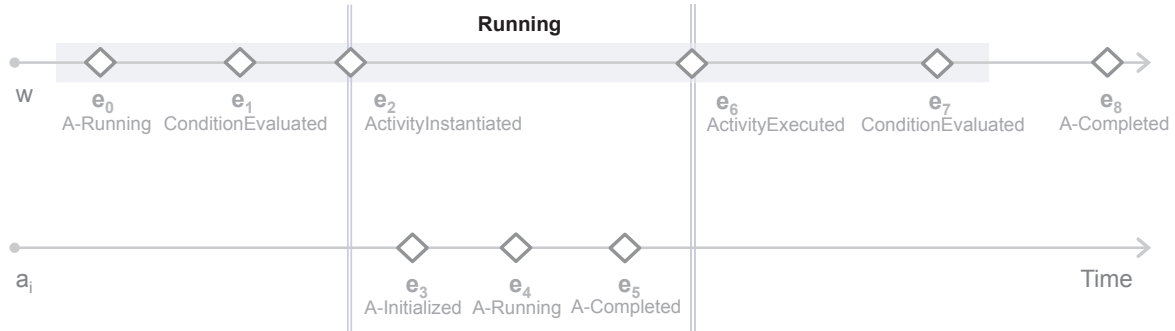 Running
w
e0
A-Running
e1
ConditionEvaluated
e2
ActivityInstantiated
e6
ActivityExecuted
e7
ConditionEvaluated
e8
A-Completed
ai
e3
A-Initialized
e4
A-Running
e5
A-Completed
Time